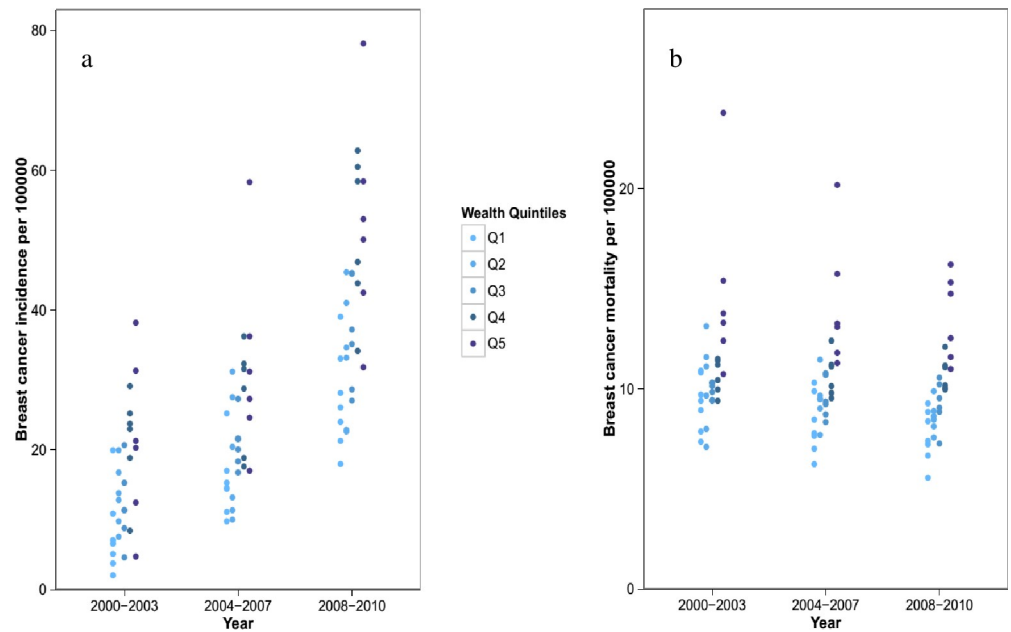 a
Breast cancer incidence per 100000
80
60
40
20
0
2000–2003 2004–2007 2008–2010
Year
Wealth Quintiles
Q1
Q2
Q3
Q4
Q5
b
Breast cancer mortality per 100000
20
10
0
2000–2003 2004–2007 2008–2010
Year